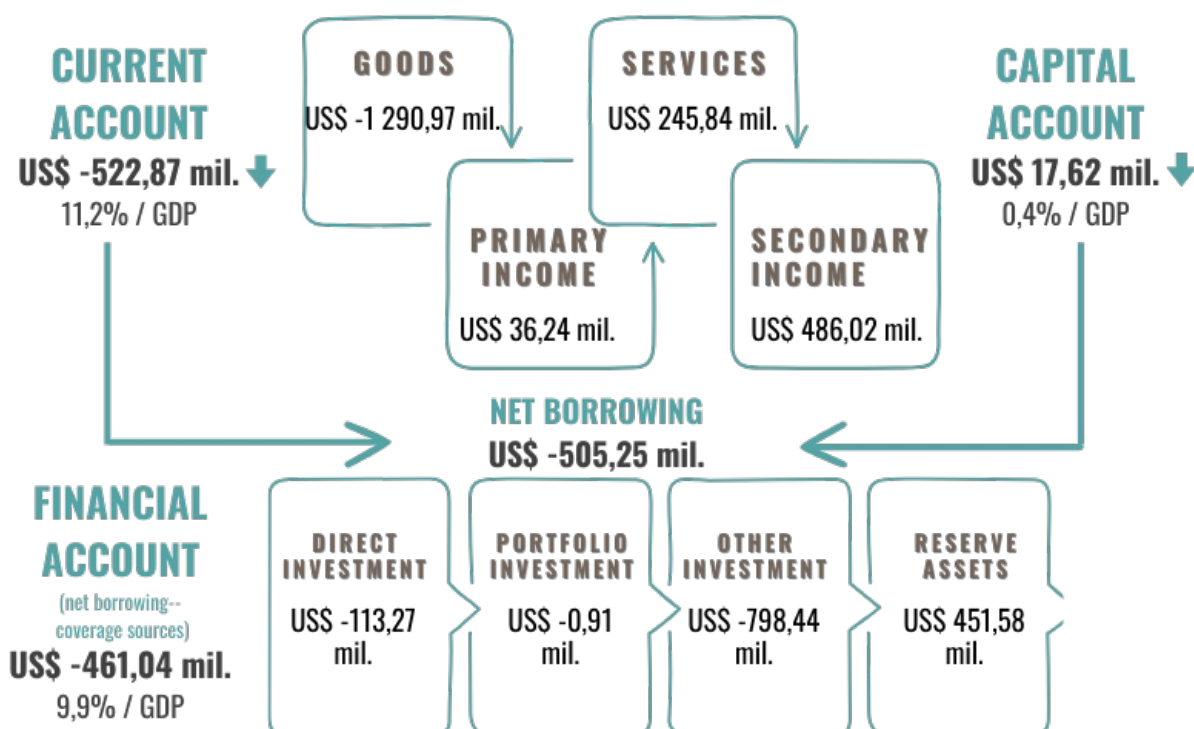 CURRENT
ACCOUNT
US$ -522,87 mil.
11,2% / GDP
GOODS
US$ -1 290,97 mil.
SERVICES
US$ 245,84 mil.
PRIMARY
INCOME
US$ 36,24 mil.
SECONDARY
INCOME
US$ 486,02 mil.
CAPITAL
ACCOUNT
US$ 17,62 mil.
0,4% / GDP
NET BORROWING
US$ -505,25 mil.
FINANCIAL
ACCOUNT
(net borrowing--
coverage sources)
US$ -461,04 mil.
9,9% / GDP
DIRECT
INVESTMENT
US$ -113,27
mil.
PORTFOLIO
INVESTMENT
US$ -0,91
mil.
OTHER
INVESTMENT
US$ -798,44
mil.
RESERVE
ASSETS
US$ 451,58
mil.